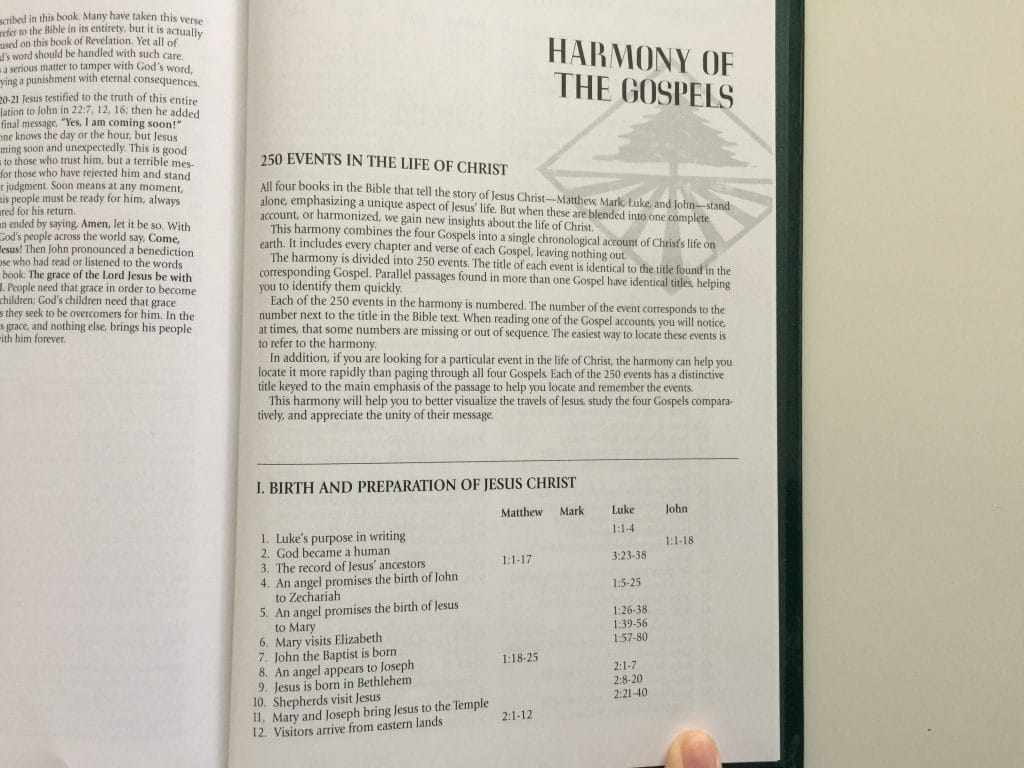 scribed in this book. Many have taken this verse
refer to the Bible in its entirety, but it is actually
used on this book of Revelation. Yet all of
d's word should be handled with such care.
a serious matter to tamper with God's word,
ying a punishment with eternal consequences.
20-21 Jesus testified to the truth of this entire
lation to John in 22:7, 12, 16; then he added
final message, "Yes, I am coming soon!"
one knows the day or the hour, but Jesus
ming soon and unexpectedly. This is good
to those who trust him, but a terrible mes-
for those who have rejected him and stand
r judgment. Soon means at any moment,
his people must be ready for him, always
red for his return.
n ended by saying, Amen, let it be so. With
God's people across the world say, Come,
Jesus! Then John pronounced a benediction
ose who had read or listened to the words
book: The grace of the Lord Jesus be with
l. People need that grace in order to become
children; God's children need that grace
s they seek to be overcomers for him. In the
s grace, and nothing else, brings his people
ith him forever.
HARMONY OF
THE GOSPELS
250 EVENTS IN THE LIFE OF CHRIST
All four books in the Bible that tell the story of Jesus Christ—Matthew, Mark, Luke, and John—stand
alone, emphasizing a unique aspect of Jesus' life. But when these are blended into one complete
account, or harmonized, we gain new insights about the life of Christ.
This harmony combines the four Gospels into a single chronological account of Christ's life on
earth. It includes every chapter and verse of each Gospel, leaving nothing out.
The harmony is divided into 250 events. The title of each event is identical to the title found in the
corresponding Gospel. Parallel passages found in more than one Gospel have identical titles, helping
you to identify them quickly.
Each of the 250 events in the harmony is numbered. The number of the event corresponds to the
number next to the title in the Bible text. When reading one of the Gospel accounts, you will notice,
at times, that some numbers are missing or out of sequence. The easiest way to locate these events is
to refer to the harmony.
In addition, if you are looking for a particular event in the life of Christ, the harmony can help you
locate it more rapidly than paging through all four Gospels. Each of the 250 events has a distinctive
title keyed to the main emphasis of the passage to help you locate and remember the events.
This harmony will help you to better visualize the travels of Jesus, study the four Gospels compara-
tively, and appreciate the unity of their message.
I. BIRTH AND PREPARATION OF JESUS CHRIST
Matthew Mark Luke John
1. Luke's purpose in writing 1:1-4
2. God became a human 1:1-18
3. The record of Jesus' ancestors 1:1-17 3:23-38
4. An angel promises the birth of John
to Zechariah 1:5-25
5. An angel promises the birth of Jesus
to Mary 1:26-38
6. Mary visits Elizabeth 1:39-56
7. John the Baptist is born 1:57-80
8. An angel appears to Joseph 1:18-25
9. Jesus is born in Bethlehem 2:1-7
10. Shepherds visit Jesus 2:8-20
11. Mary and Joseph bring Jesus to the Temple 2:21-40
12. Visitors arrive from eastern lands 2:1-12